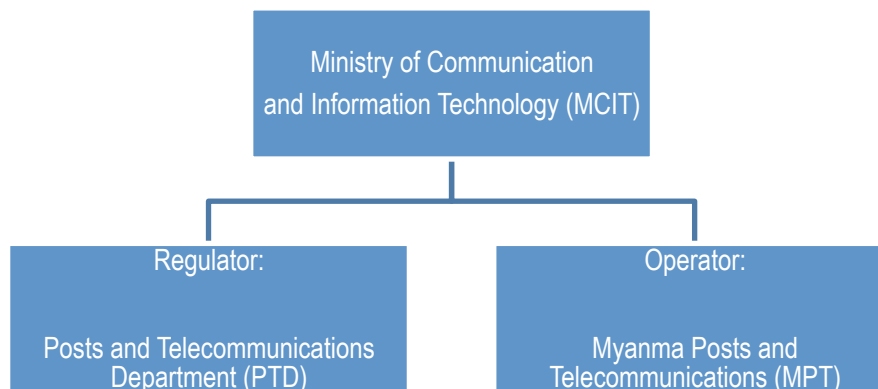 Ministry of Communication
and Information Technology (MCIT)
Regulator:
Posts and Telecommunications
Department (PTD)
Operator:
Myanma Posts and
Telecommunications (MPT)